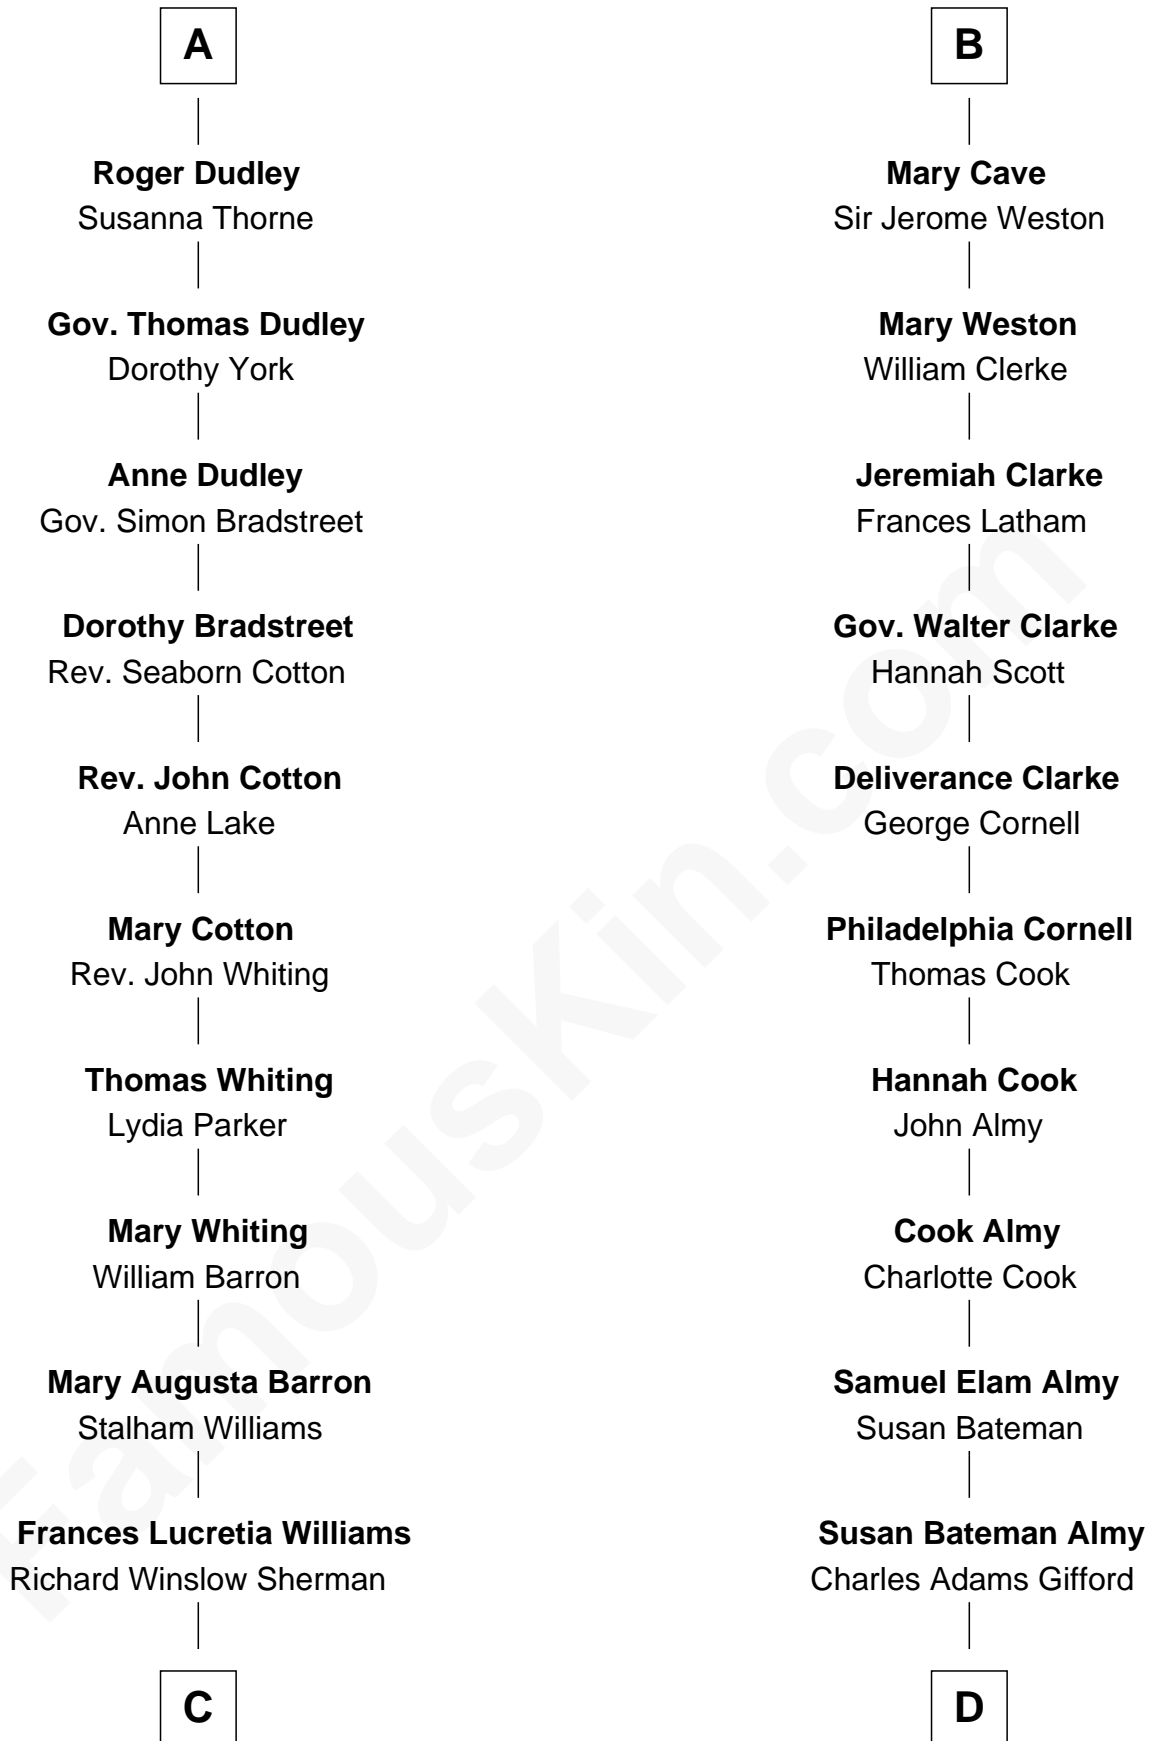 A
Roger Dudley
Susanna Thorne
Gov. Thomas Dudley
Dorothy York
Anne Dudley
Gov. Simon Bradstreet
Dorothy Bradstreet
Rev. Seaborn Cotton
Rev. John Cotton
Anne Lake
Mary Cotton
Rev. John Whiting
Thomas Whiting
Lydia Parker
Mary Whiting
William Barron
Mary Augusta Barron
Stalham Williams
Frances Lucretia Williams
Richard Winslow Sherman
C
B
Mary Cave
Sir Jerome Weston
Mary Weston
William Clerke
Jeremiah Clarke
Frances Latham
Gov. Walter Clarke
Hannah Scott
Deliverance Clarke
George Cornell
Philadelphia Cornell
Thomas Cook
Hannah Cook
John Almy
Cook Almy
Charlotte Cook
Samuel Elam Almy
Susan Bateman
Susan Bateman Almy
Charles Adams Gifford
D
FamousKin.com